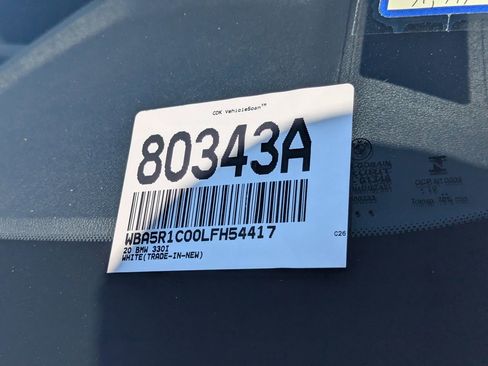 CDK VehicleScan™
80343A
WBA5R1C00LFH54417
20 BMW 330I
WHITE(TRADE-IN-NEW)
C26